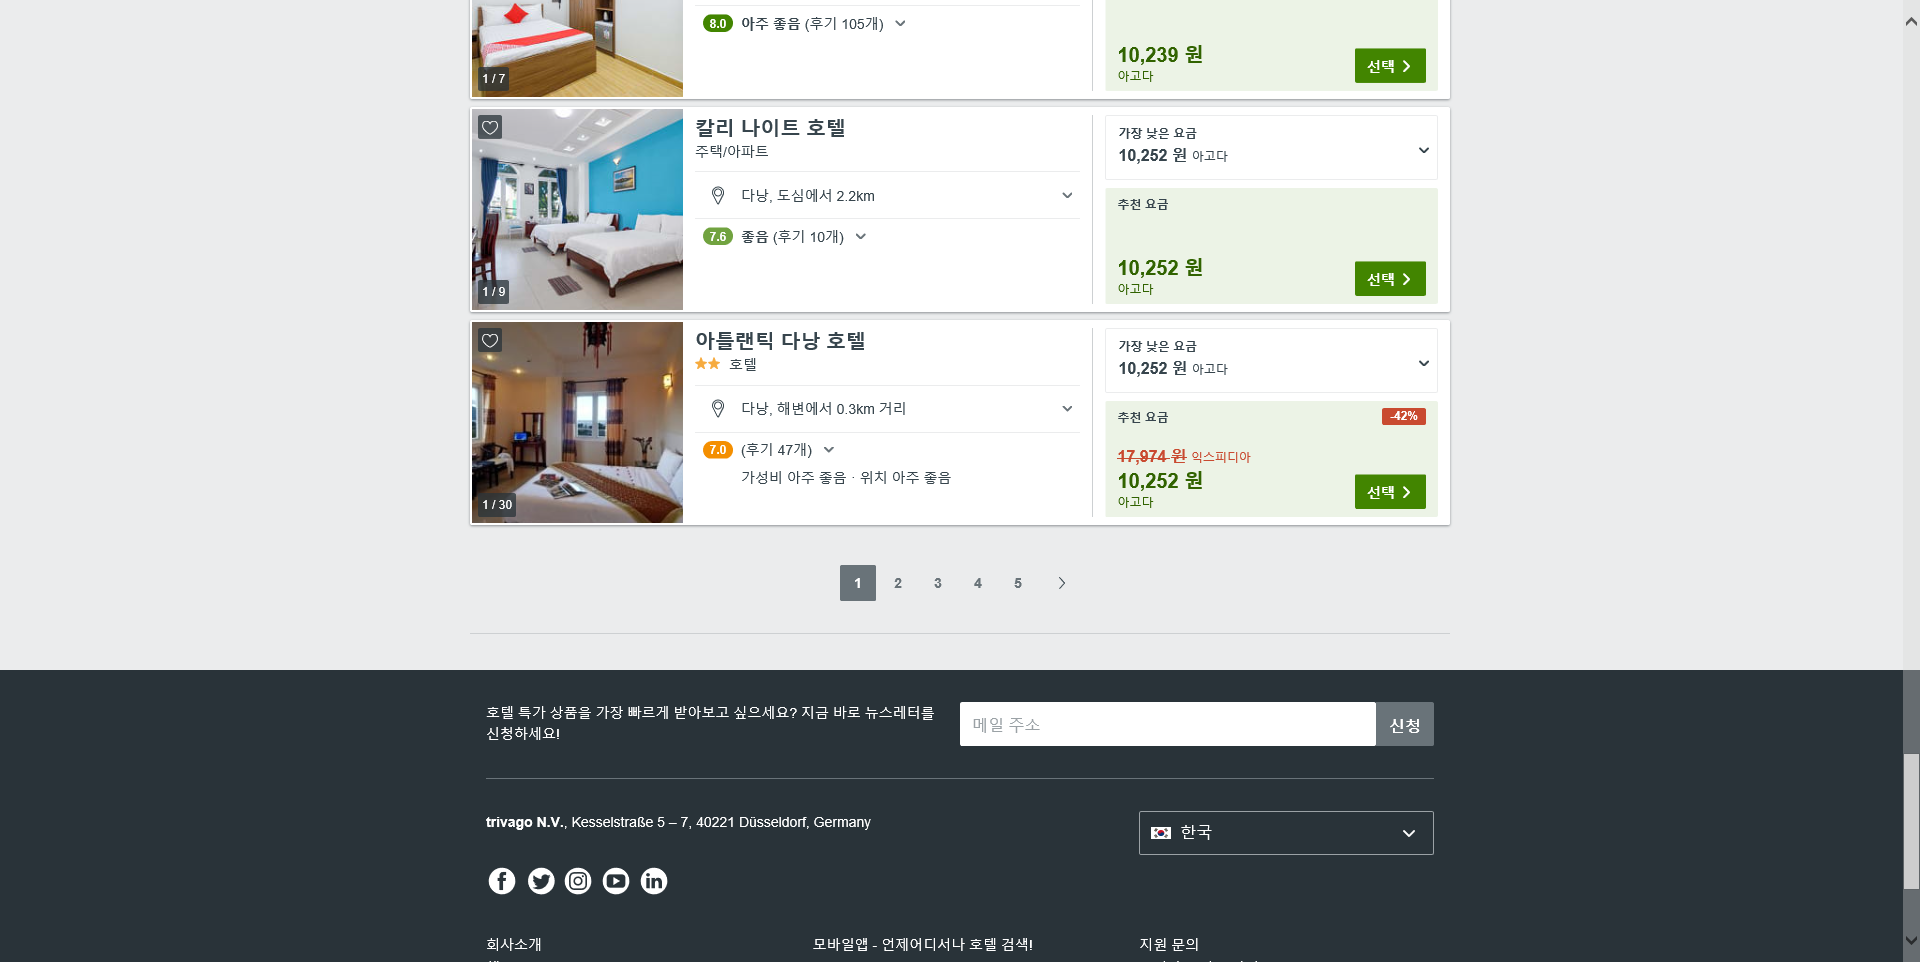 8.0 아주 좋음 (후기 105개)
1 / 7
10,239 원
아고다
선택
칼리 나이트 호텔
주택/아파트
다낭, 도심에서 2.2km
7.6 좋음 (후기 10개)
1 / 9
가장 낮은 요금
10,252 원 아고다
추천 요금
10,252 원
아고다
선택
아틀랜틱 다낭 호텔
호텔
다낭, 해변에서 0.3km 거리
7.0 (후기 47개)
가성비 아주 좋음 · 위치 아주 좋음
1 / 30
가장 낮은 요금
10,252 원 아고다
추천 요금
-42%
17,974 원 익스피디아
10,252 원
아고다
선택
1 2 3 4 5
호텔 특가 상품을 가장 빠르게 받아보고 싶으세요? 지금 바로 뉴스레터를
신청하세요!
메일 주소
신청
trivago N.V., Kesselstraße 5 – 7, 40221 Düsseldorf, Germany
한국
회사소개
모바일앱 - 언제어디서나 호텔 검색!
지원 문의